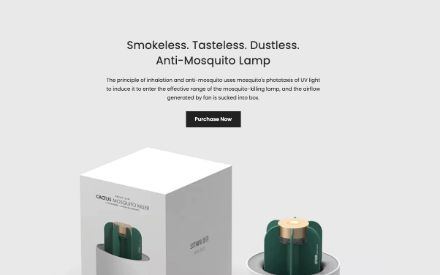 Smokeless. Tasteless. Dustless.
Anti-Mosquito Lamp
The principle of inhalation and anti-mosquito uses mosquito's phototaxes of UV light
to induce it to enter the effective range of the mosquito-killing lamp, and the airflow
generated by fan is sucked into box.
Purchase Now
CACTUS MOSQUITO KILLER